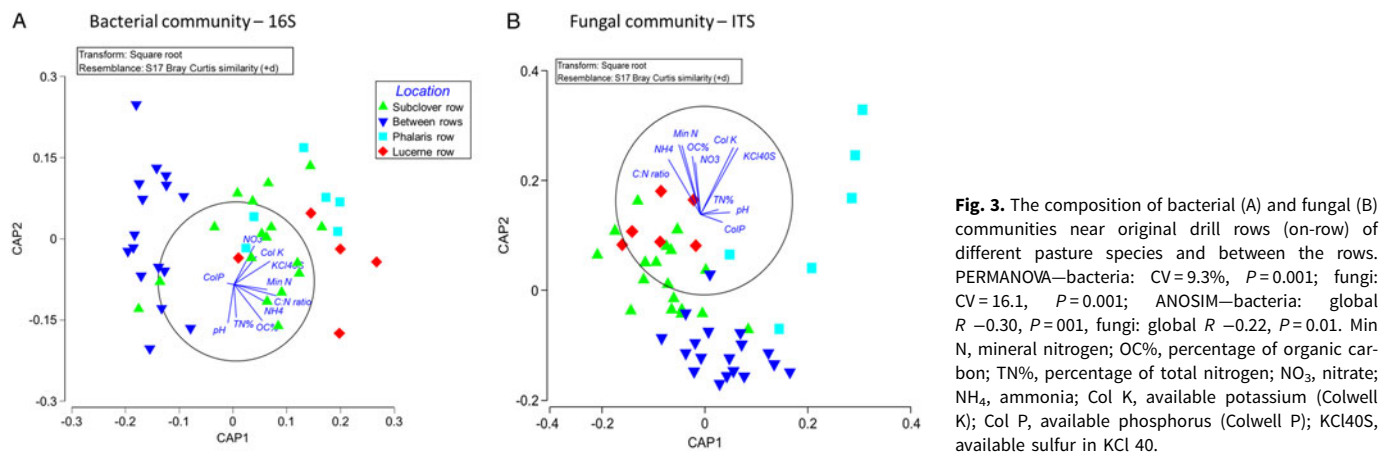 A
Bacterial community – 16S
Transform: Square root
Resemblance: S17 Bray Curtis similarity (+d)
0.3
0.15
0
-0.15
-0.3
CAP2
-0.3
-0.2
-0.1
0
0.1
0.2
0.3
CAP1
Location
Subclover row
Between rows
Phalaris row
Lucerne row
NO3
Col K
KCl40S
ColP
Min N
C:N ratio
NH4
OC%
TN%
pH
B
Fungal community – ITS
Transform: Square root
Resemblance: S17 Bray Curtis similarity (+d)
0.4
0.2
0
-0.2
-0.4
CAP2
-0.4
-0.2
0
0.2
0.4
CAP1
Min N
Col K
NH4
OC%
NO3
KCl40S
C:N ratio
TN%
pH
ColP
Fig. 3. The composition of bacterial (A) and fungal (B)
communities near original drill rows (on-row) of
different pasture species and between the rows.
PERMANOVA—bacteria: CV = 9.3%, P = 0.001; fungi:
CV = 16.1, P = 0.001; ANOSIM—bacteria: global
R –0.30, P = 001, fungi: global R –0.22, P = 0.01. Min
N, mineral nitrogen; OC%, percentage of organic car-
bon; TN%, percentage of total nitrogen; NO3, nitrate;
NH4, ammonia; Col K, available potassium (Colwell
K); Col P, available phosphorus (Colwell P); KCl40S,
available sulfur in KCl 40.